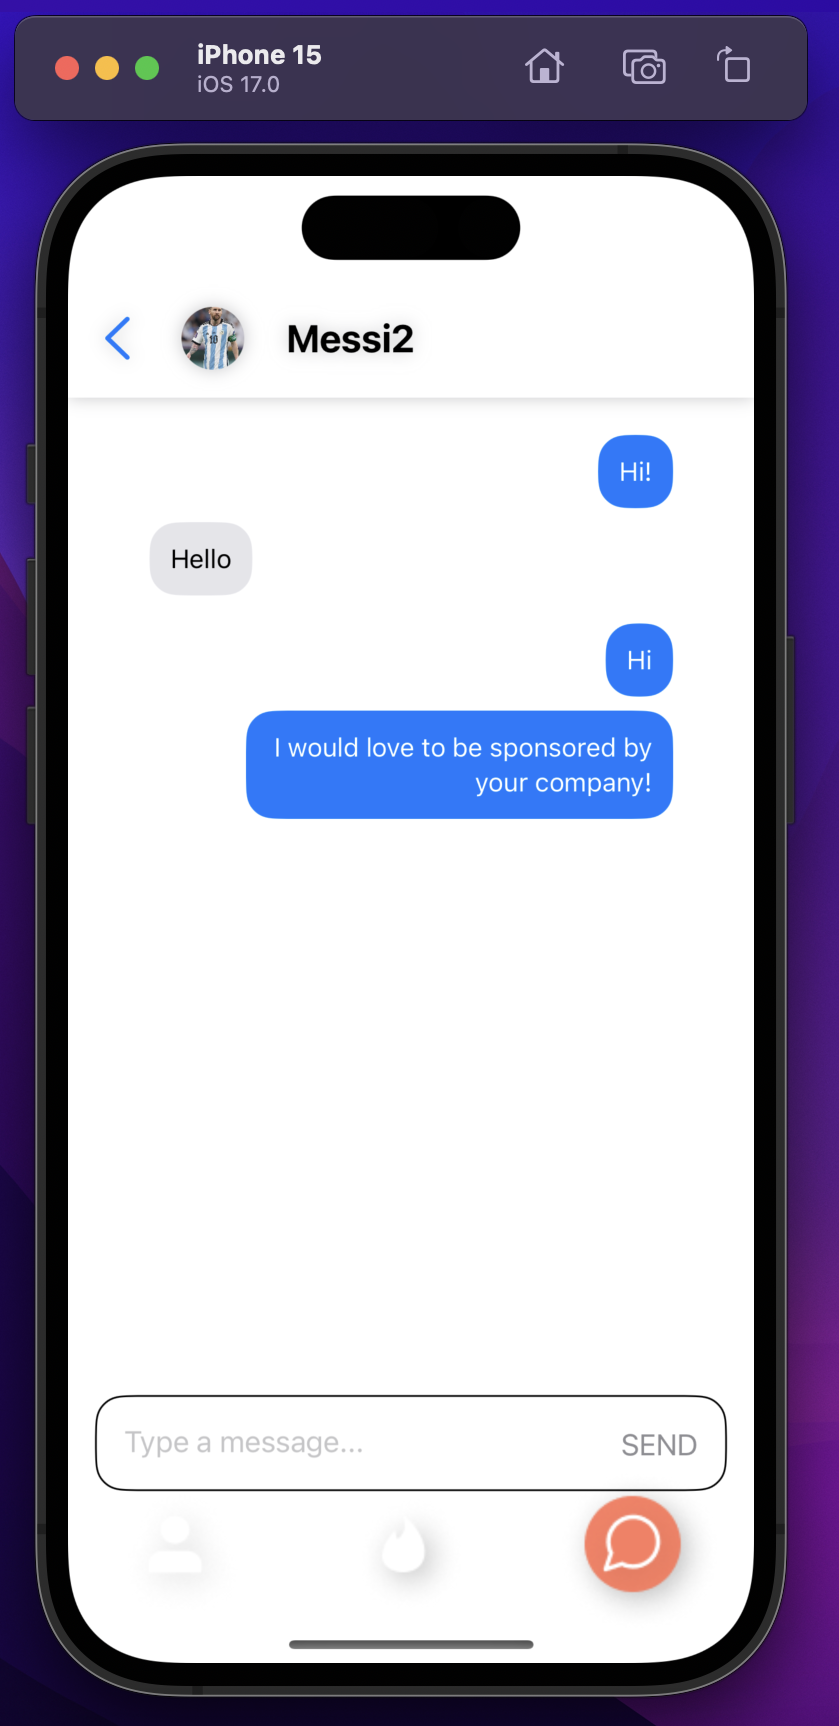 iPhone 15
iOS 17.0
Messi2
Hi!
Hello
Hi
I would love to be sponsored by
your company!
Type a message...
SEND